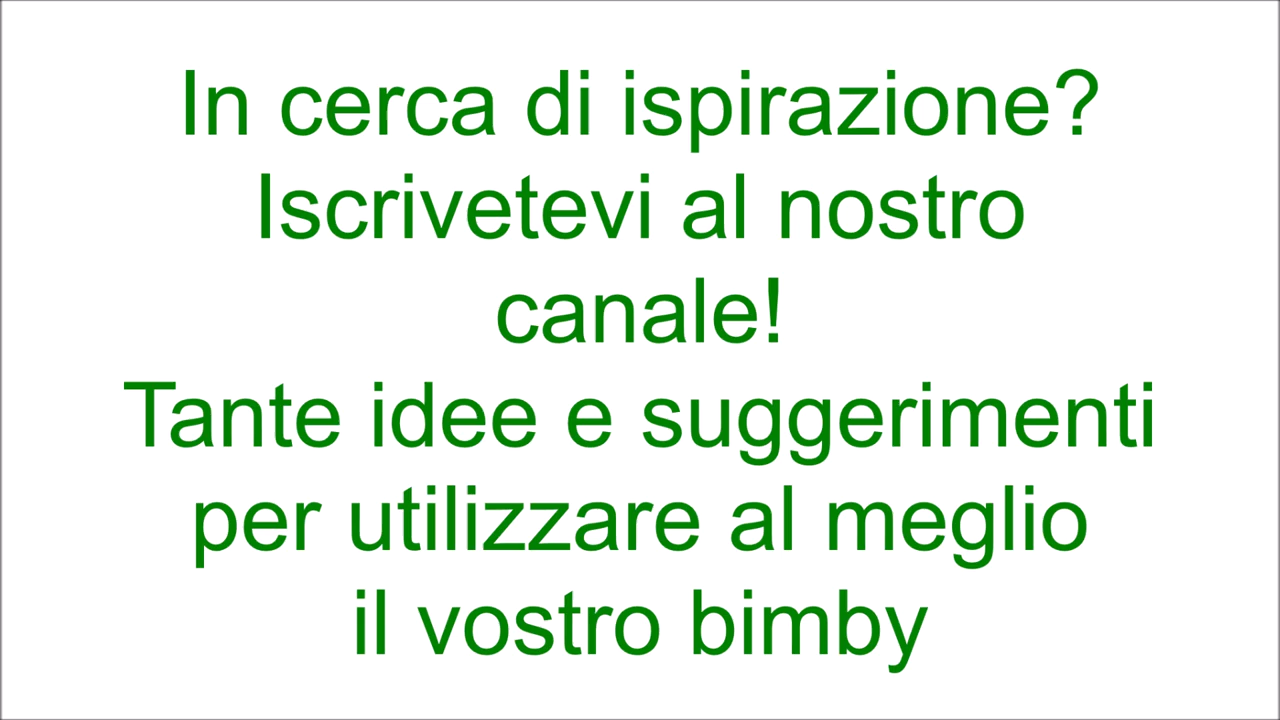 In cerca di ispirazione?
Iscrivetevi al nostro
canale!
Tante idee e suggerimenti
per utilizzare al meglio
il vostro bimby